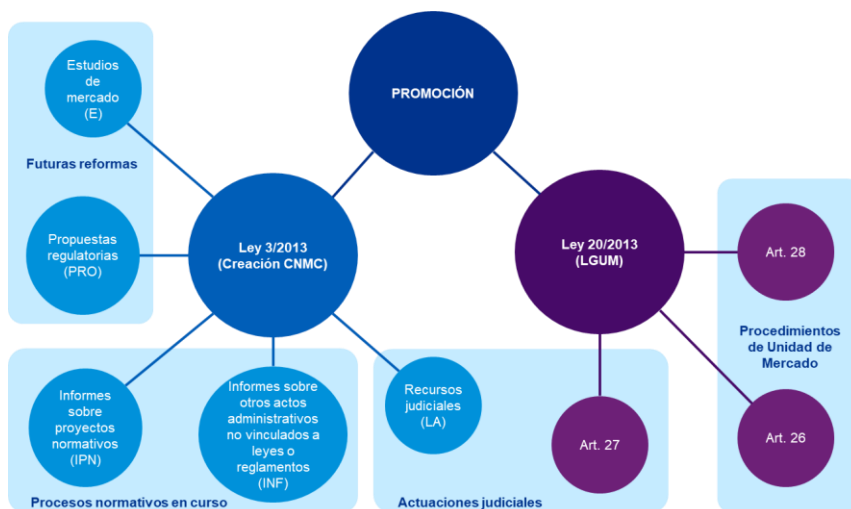 Estudios
de
mercado
(E)
PROMOCIÓN
Futuras reformas
Propuestas
regulatorias
(PRO)
Ley 3/2013
(Creación CNMC)
Ley 20/2013
(LGUM)
Art. 28
Procedimientos
de Unidad de
Mercado
Informes
sobre
proyectos
normativos
(IPN)
Informes sobre
otros actos
administrativos
no vinculados a
leyes o
reglamentos
(INF)
Recursos
judiciales
(LA)
Art. 27
Art. 26
Procesos normativos en curso
Actuaciones judiciales